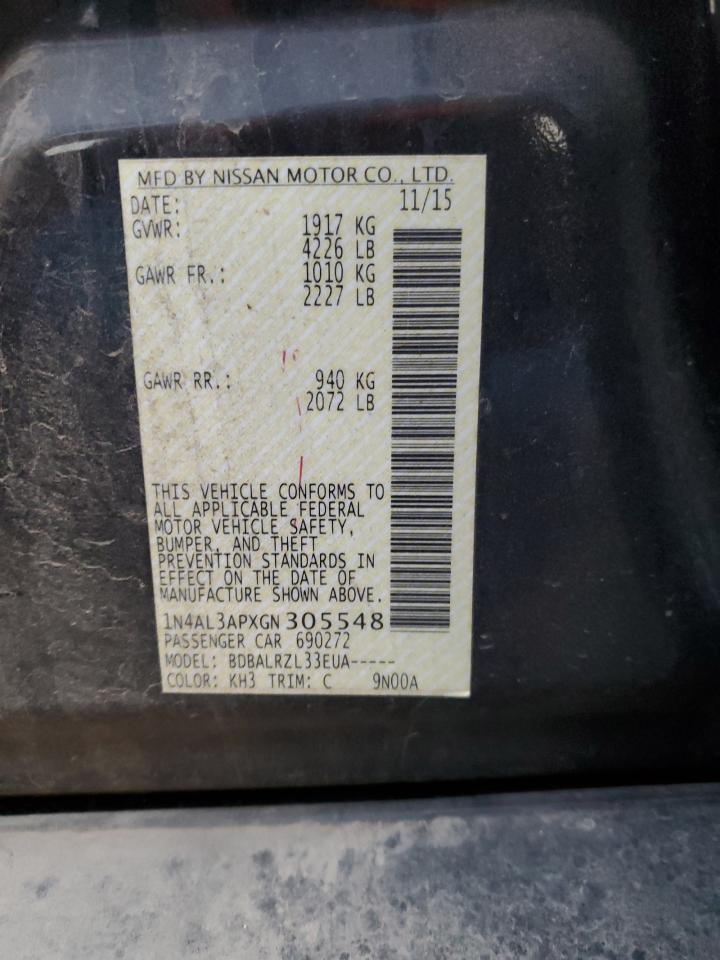 MFD BY NISSAN MOTOR CO., LTD.
DATE: 11/15
GVWR: 1917 KG
4226 LB
GAWR FR.: 1010 KG
2227 LB
GAWR RR.: 940 KG
2072 LB
THIS VEHICLE CONFORMS TO
ALL APPLICABLE FEDERAL
MOTOR VEHICLE SAFETY,
BUMPER, AND THEFT
PREVENTION STANDARDS IN
EFFECT ON THE DATE OF
MANUFACTURE SHOWN ABOVE.
1N4AL3APXGN305548
PASSENGER CAR 690272
MODEL: BDBALRZL33EUA-----
COLOR: KH3 TRIM: C 9N00A